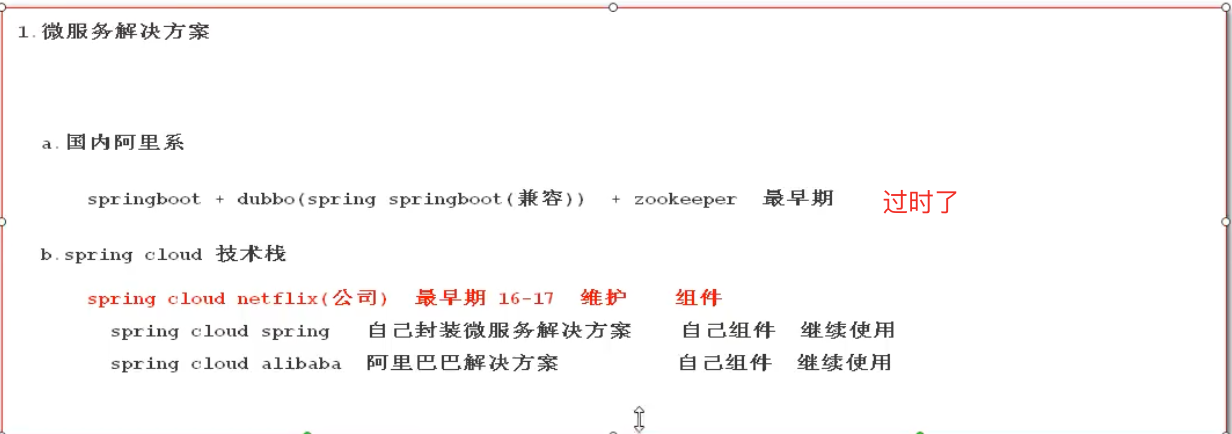 1.微服务解决方案
a.国内阿里系
springboot + dubbo(spring springboot(兼容)) + zookeeper 最早期 过时了
b.spring cloud 技术栈
spring cloud netflix(公司) 最早期 16-17 维护 组件
spring cloud spring 自己封装微服务解决方案 自己组件 继续使用
spring cloud alibaba 阿里巴巴解决方案 自己组件 继续使用